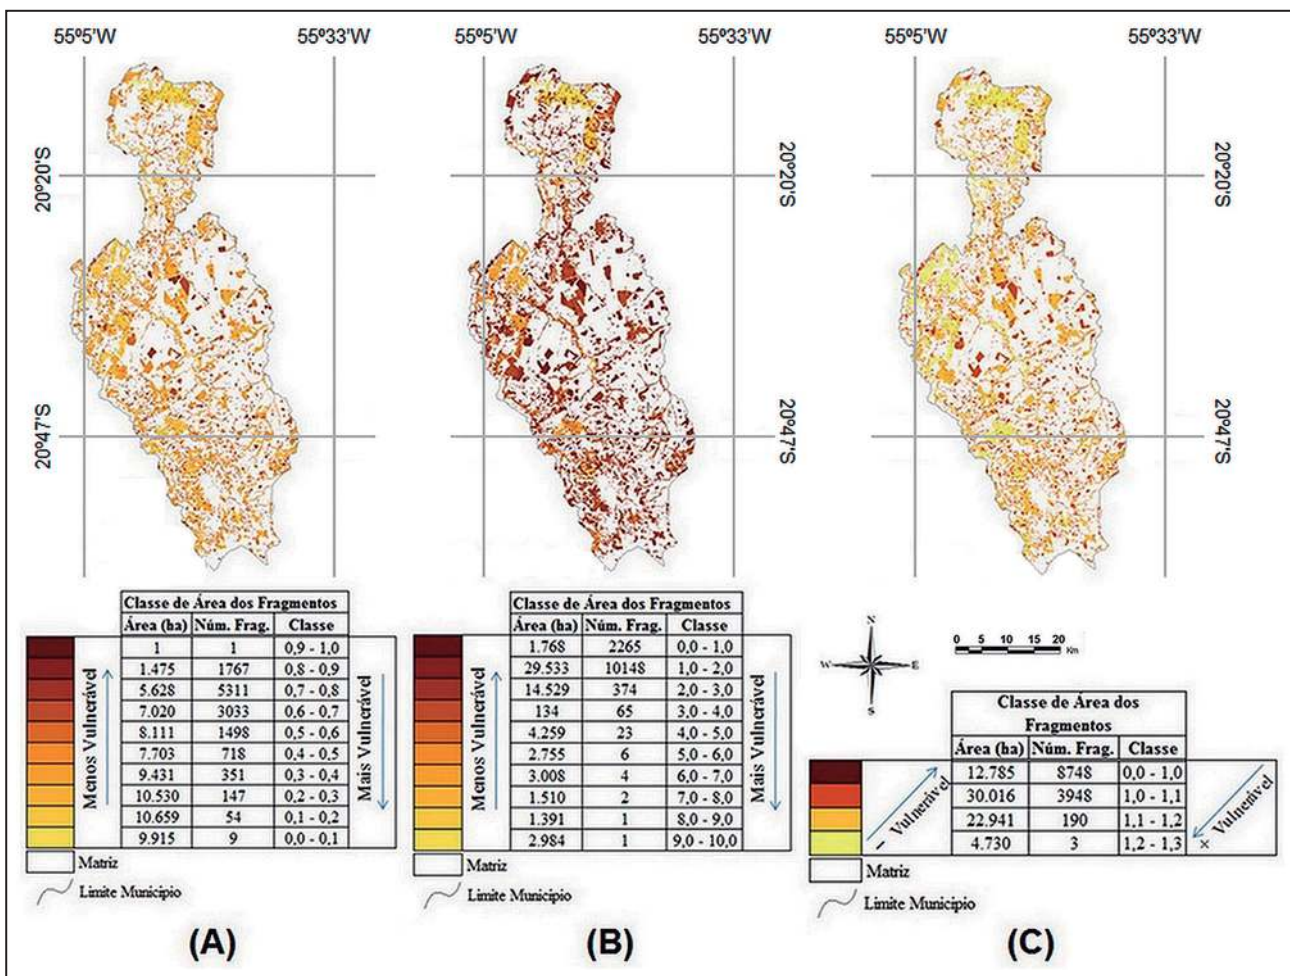 55º5'W 55º33'W 55º5'W 55º33'W 55º5'W 55º33'W
20º20'S 20º20'S 20º20'S
20º47'S 20º47'S 20º47'S
Classe de Área dos Fragmentos
Área (ha) Núm. Frag. Classe
1 1 0,9 - 1,0
1.475 1767 0,8 - 0,9
5.628 5311 0,7 - 0,8
7.020 3033 0,6 - 0,7
8.111 1498 0,5 - 0,6
7.703 718 0,4 - 0,5
9.431 351 0,3 - 0,4
10.530 147 0,2 - 0,3
10.659 54 0,1 - 0,2
9.915 9 0,0 - 0,1
Menos Vulnerável
Mais Vulnerável
Matriz
Limite Municipio
(A)
Classe de Área dos Fragmentos
Área (ha) Núm. Frag. Classe
1.768 2265 0,0 - 1,0
29.533 10148 1,0 - 2,0
14.529 374 2,0 - 3,0
134 65 3,0 - 4,0
4.259 23 4,0 - 5,0
2.755 6 5,0 - 6,0
3.008 4 6,0 - 7,0
1.510 2 7,0 - 8,0
1.391 1 8,0 - 9,0
2.984 1 9,0 - 10,0
Menos Vulnerável
Mais Vulnerável
Matriz
Limite Municipio
(B)
N
W E
S
0 5 10 15 20
Km
Classe de Área dos
Fragmentos
Área (ha) Núm. Frag. Classe
12.785 8748 0,0 - 1,0
30.016 3948 1,0 - 1,1
22.941 190 1,1 - 1,2
4.730 3 1,2 - 1,3
- Vulnerável
× Vulnerável
Matriz
Limite Municipio
(C)